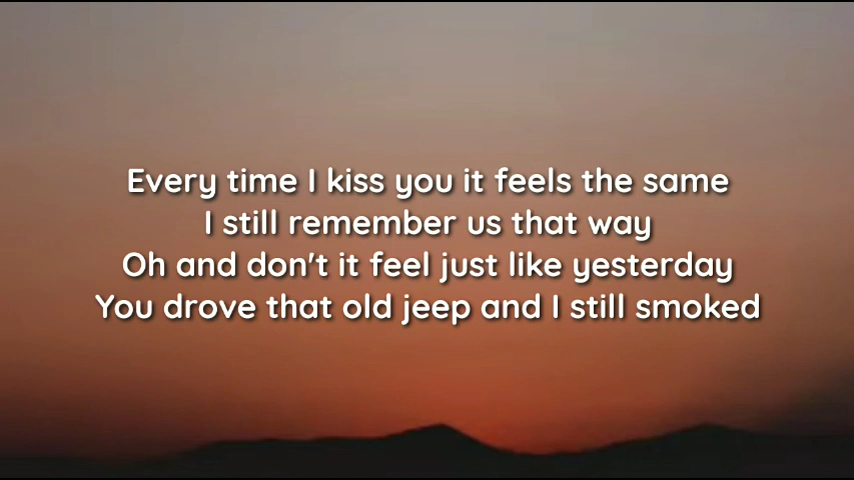 Every time I kiss you it feels the same
I still remember us that way
Oh and don't it feel just like yesterday
You drove that old jeep and I still smoked